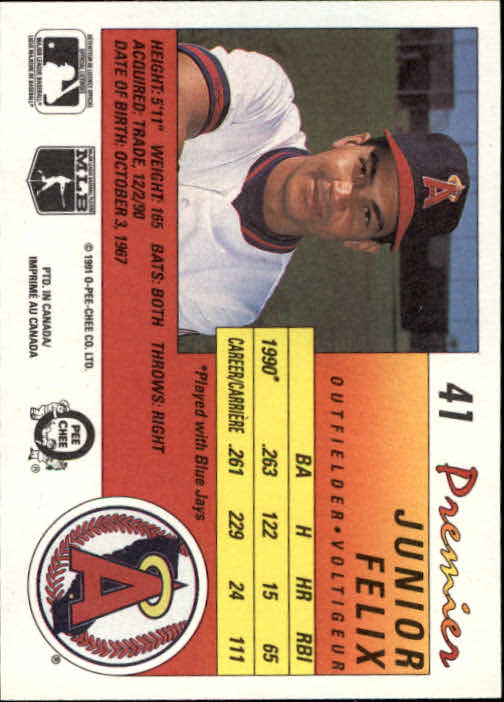 41 Premier
JUNIOR
FELIX
OUTFIELDER • VOLTIGEUR
BA H HR RBI
1990* .263 122 15 65
CAREER/CARRIÈRE .261 229 24 111
*Played with Blue Jays
HEIGHT: 5'11" WEIGHT: 165 BATS: BOTH THROWS: RIGHT
ACQUIRED: TRADE, 12/2/90
DATE OF BIRTH: OCTOBER 3, 1967
A
A
®
MLB
© 1991 O-PEE-CHEE CO. LTD.
PTD. IN CANADA/
IMPRIMÉ AU CANADA
O
PEE
CHEE
®